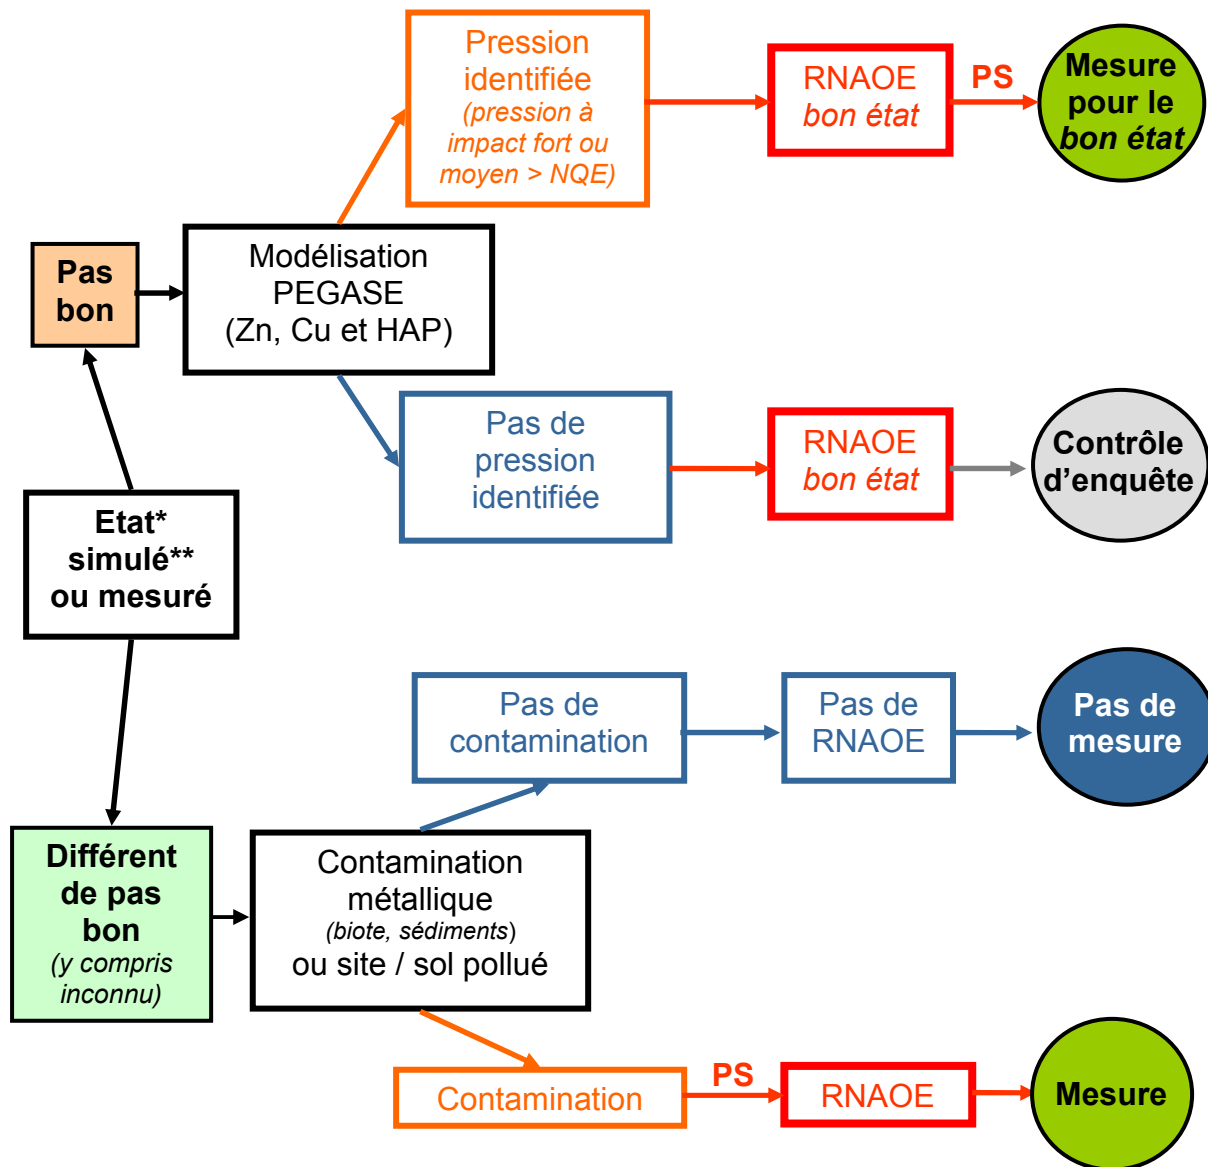 Pression
identifiée
(pression à
impact fort ou
moyen > NQE)
RNAOE
bon état
PS
Mesure
pour le
bon état
Pas
bon
Modélisation
PEGASE
(Zn, Cu et HAP)
Pas de
pression
identifiée
RNAOE
bon état
Contrôle
d'enquête
Etat*
simulé**
ou mesuré
Pas de
contamination
Pas de
RNAOE
Pas de
mesure
Différent
de pas
bon
(y compris
inconnu)
Contamination
métallique
(biote, sédiments)
ou site / sol pollué
Contamination
PS
RNAOE
Mesure